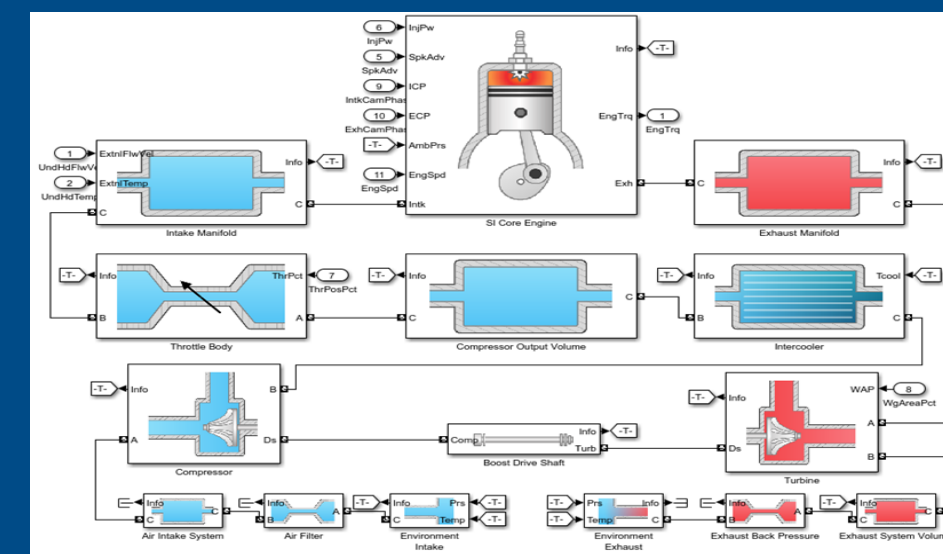 6
InjPw
InjPw
5
SpkAdv
SpkAdv
9
ICP
IntkCamPhas
10
ECP
ExhCamPhas
-T-
AmbPrs
11
EngSpd
EngSpd
Intk
Info
-T-
EngTrq
1
EngTrq
Exh
SI Core Engine
1
ExtnlFlwVel
UndHdFlwVe
2
ExtnlTemp
UndHdTemp
C
Info
-T-
C
Intake Manifold
C
Info
-T-
C
Exhaust Manifold
-T-
Info
ThrPct
7
ThrPosPct
B
A
Throttle Body
-T-
Info
C
C
Compressor Output Volume
-T-
Info
Tcool
-T-
B
C
Intercooler
-T-
Info
B
A
Ds
Compressor
Comp
Info
-T-
Turb
Boost Drive Shaft
-T-
Info
WAP
8
WgAreaPct
A
Ds
B
Turbine
Info
C
C
Air Intake System
Info
B
A
Air Filter
-T-
Info
Prs
-T-
C
Temp
-T-
Environment
Intake
-T-
Prs
Info
-T-
Temp
C
Environment
Exhaust
Info
B
A
Exhaust Back Pressure
-T-
Info
C
C
Exhaust System Volum